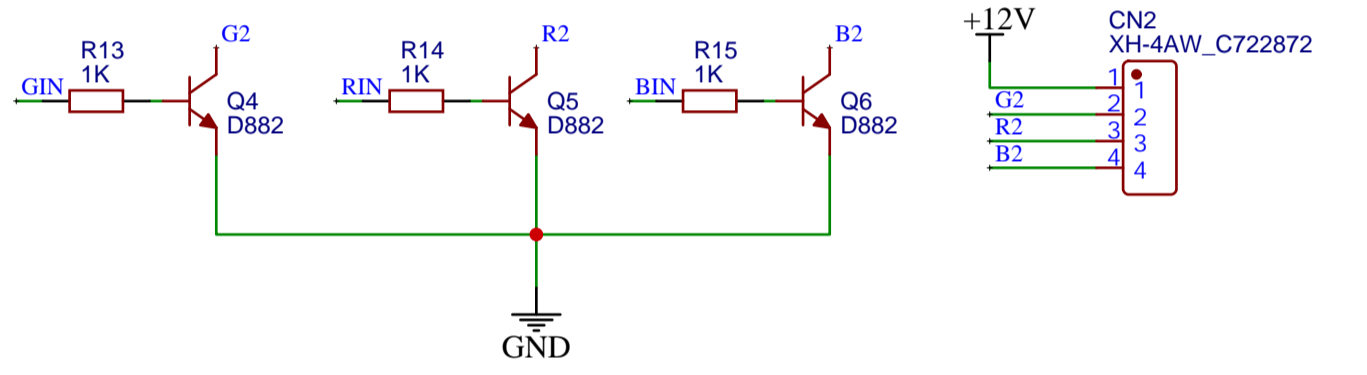 G2
R13
1K
GIN
Q4
D882
R2
R14
1K
RIN
Q5
D882
B2
R15
1K
BIN
Q6
D882
GND
+12V
CN2
XH-4AW_C722872
1
1
G2
2
2
R2
3
3
B2
4
4